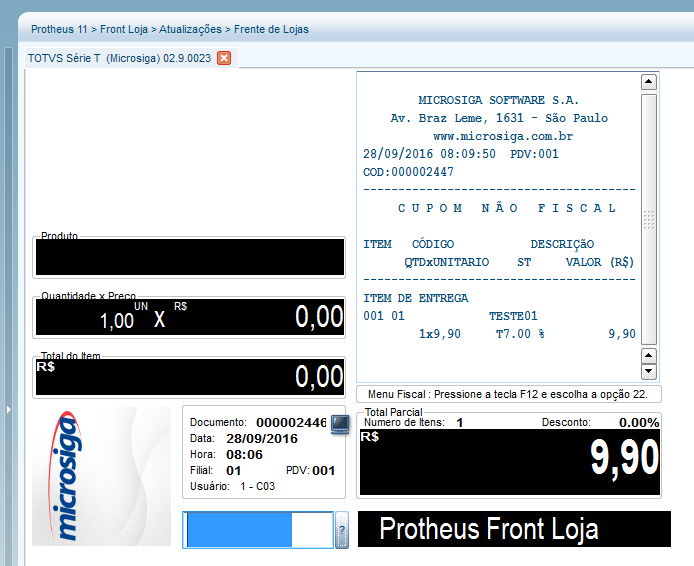 Protheus 11 > Front Loja > Atualizações > Frente de Lojas
TOTVS Série T (Microsiga) 02.9.0023
MICROSIGA SOFTWARE S.A.
Av. Braz Leme, 1631 - São Paulo
www.microsiga.com.br
28/09/2016 08:09:50 PDV:001
COD:000002447
----------------------------------------
C U P O M N Ã O F I S C A L
ITEM CÓDIGO DESCRIÇãO
QTDxUNITARIO ST VALOR (R$)
----------------------------------------
ITEM DE ENTREGA
001 01 TESTE01
1x9,90 T7.00 % 9,90
Produto
Quantidade x Preço
1,00 UN X R$ 0,00
Total do Item
R$ 0,00
Menu Fiscal : Pressione a tecla F12 e escolha a opção 22.
microsiga
Documento: 000002446
Data: 28/09/2016
Hora: 08:06
Filial: 01 PDV: 001
Usuário: 1 - C03
?
Total Parcial
Numero de Itens: 1 Desconto: 0.00%
R$ 9,90
Protheus Front Loja